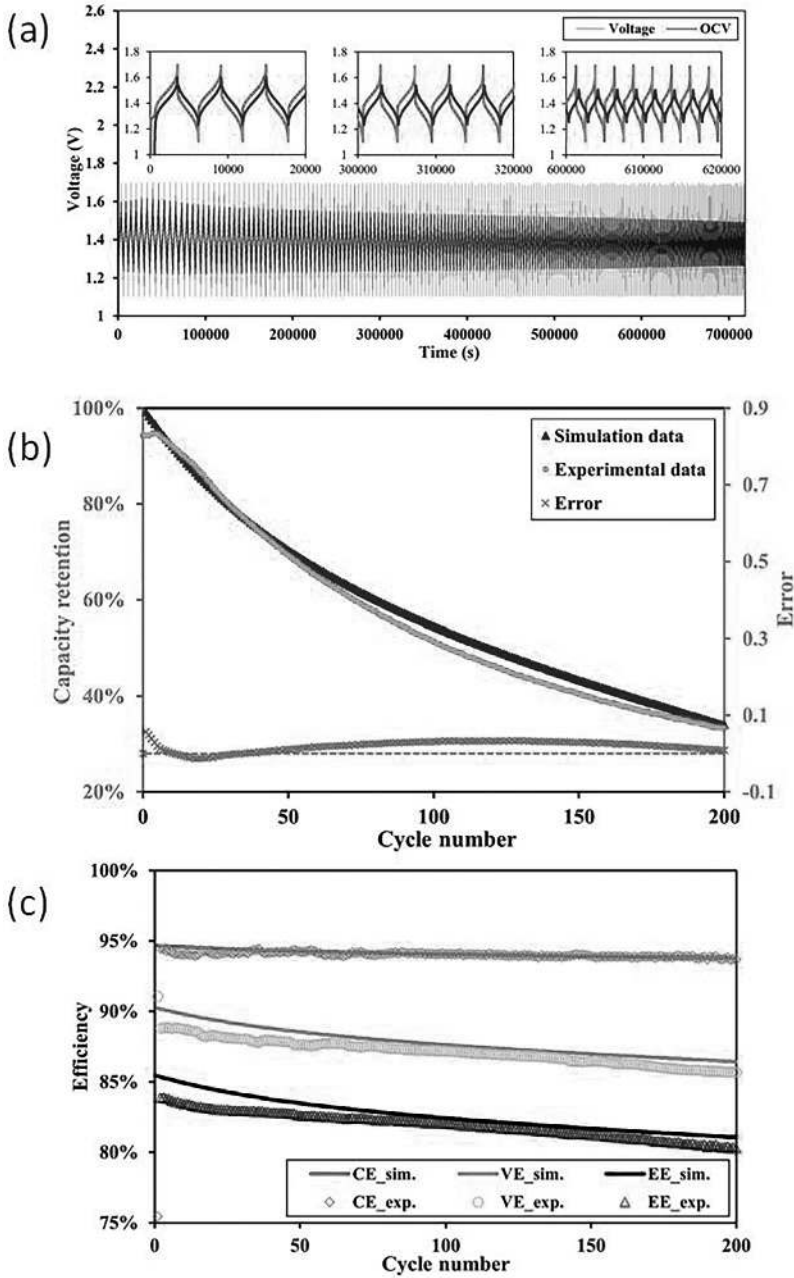 (a)
2.6
2.4
2.2
2
1.8
1.6
1.4
1.2
1
Voltage (V)
Voltage OCV
1.8
1.6
1.4
1.2
1
0 10000 20000
1.8
1.6
1.4
1.2
1
300000 310000 320000
1.8
1.6
1.4
1.2
1
600000 610000 620000
0 100000 200000 300000 400000 500000 600000 700000
Time (s)
(b)
100%
80%
60%
40%
20%
Capacity retention
Simulation data
Experimental data
Error
0.9
0.7
0.5
0.3
0.1
-0.1
Error
0 50 100 150 200
Cycle number
(c)
100%
95%
90%
85%
80%
75%
Efficiency
CE_sim. VE_sim. EE_sim.
CE_exp. VE_exp. EE_exp.
0 50 100 150 200
Cycle number